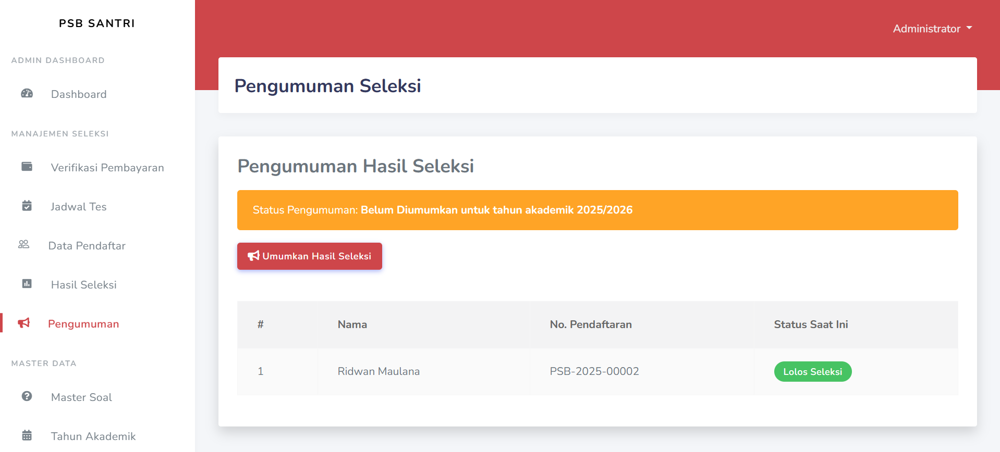 PSB SANTRI
ADMIN DASHBOARD
Dashboard
MANAJEMEN SELEKSI
Verifikasi Pembayaran
Jadwal Tes
Data Pendaftar
Hasil Seleksi
Pengumuman
MASTER DATA
Master Soal
Tahun Akademik
Administrator
Pengumuman Seleksi
Pengumuman Hasil Seleksi
Status Pengumuman: Belum Diumumkan untuk tahun akademik 2025/2026
Umumkan Hasil Seleksi
# Nama No. Pendaftaran Status Saat Ini
1 Ridwan Maulana PSB-2025-00002 Lolos Seleksi